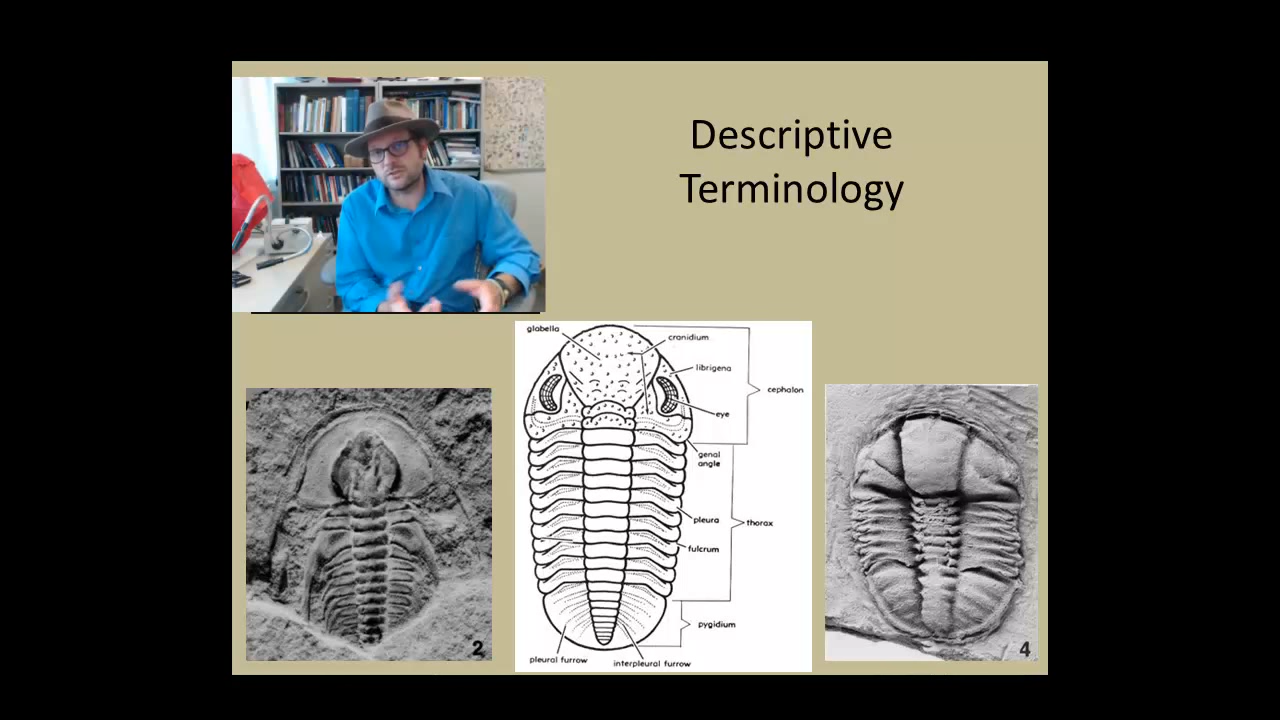 Descriptive
Terminology
glabella
cranidium
librigena
cephalon
eye
genal
angle
pleura
thorax
fulcrum
pygidium
pleural furrow
interpleural furrow
2
4